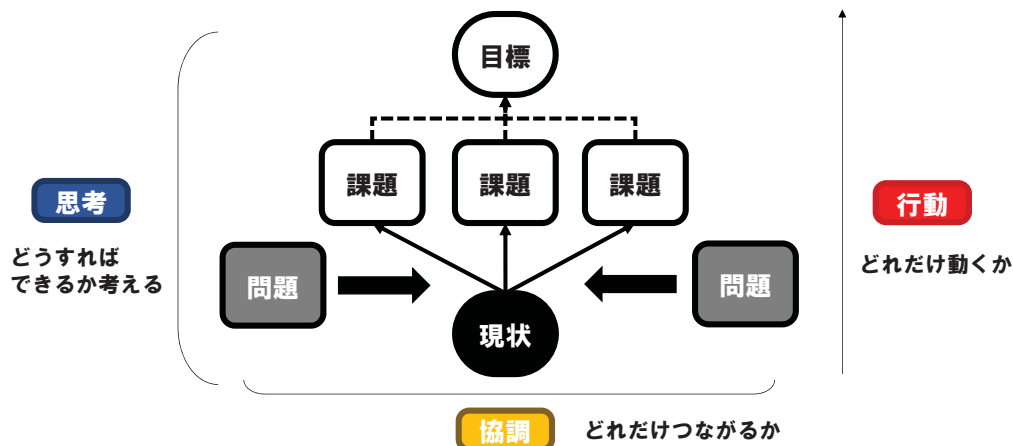 目標
課題
課題
課題
思考
どうすれば
できるか考える
問題
問題
現状
行動
どれだけ動くか
協調
どれだけつながるか